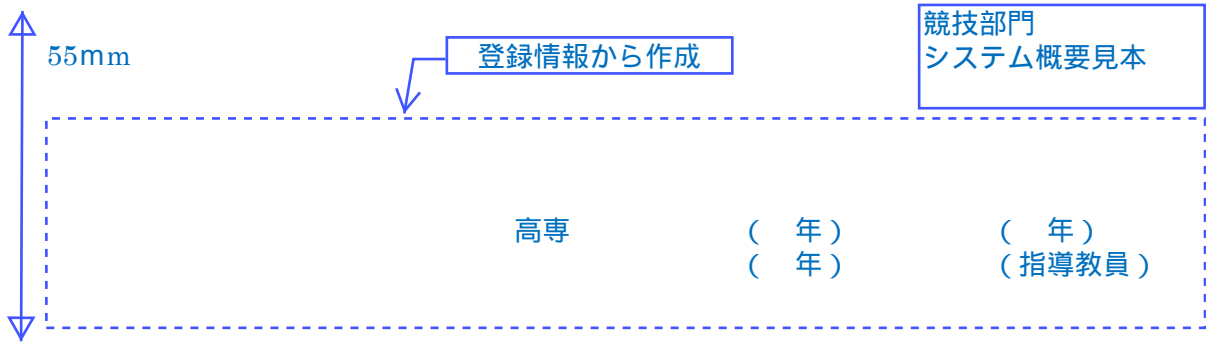 55mm
登録情報から作成
競技部門
システム概要見本
高専 ( 年) ( 年)
( 年) (指導教員)